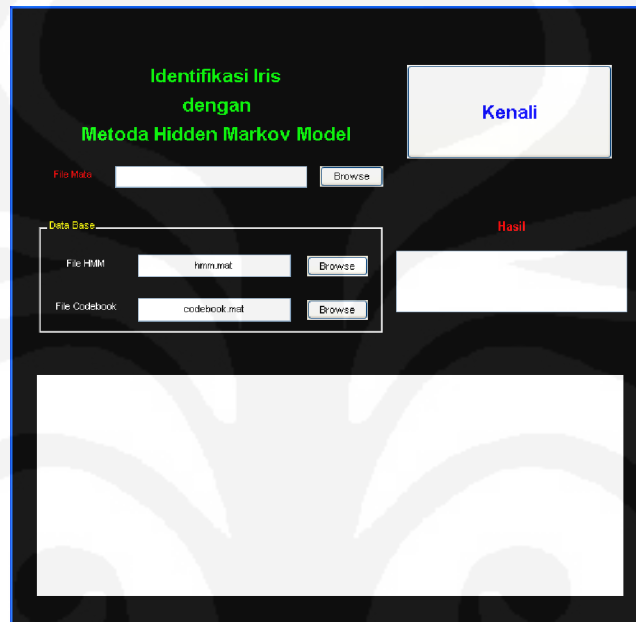 Identifikasi Iris
dengan
Metoda Hidden Markov Model
Kenali
File Mata
Browse
Data Base
File HMM
hmm.mat
Browse
File Codebook
codebook.mat
Browse
Hasil